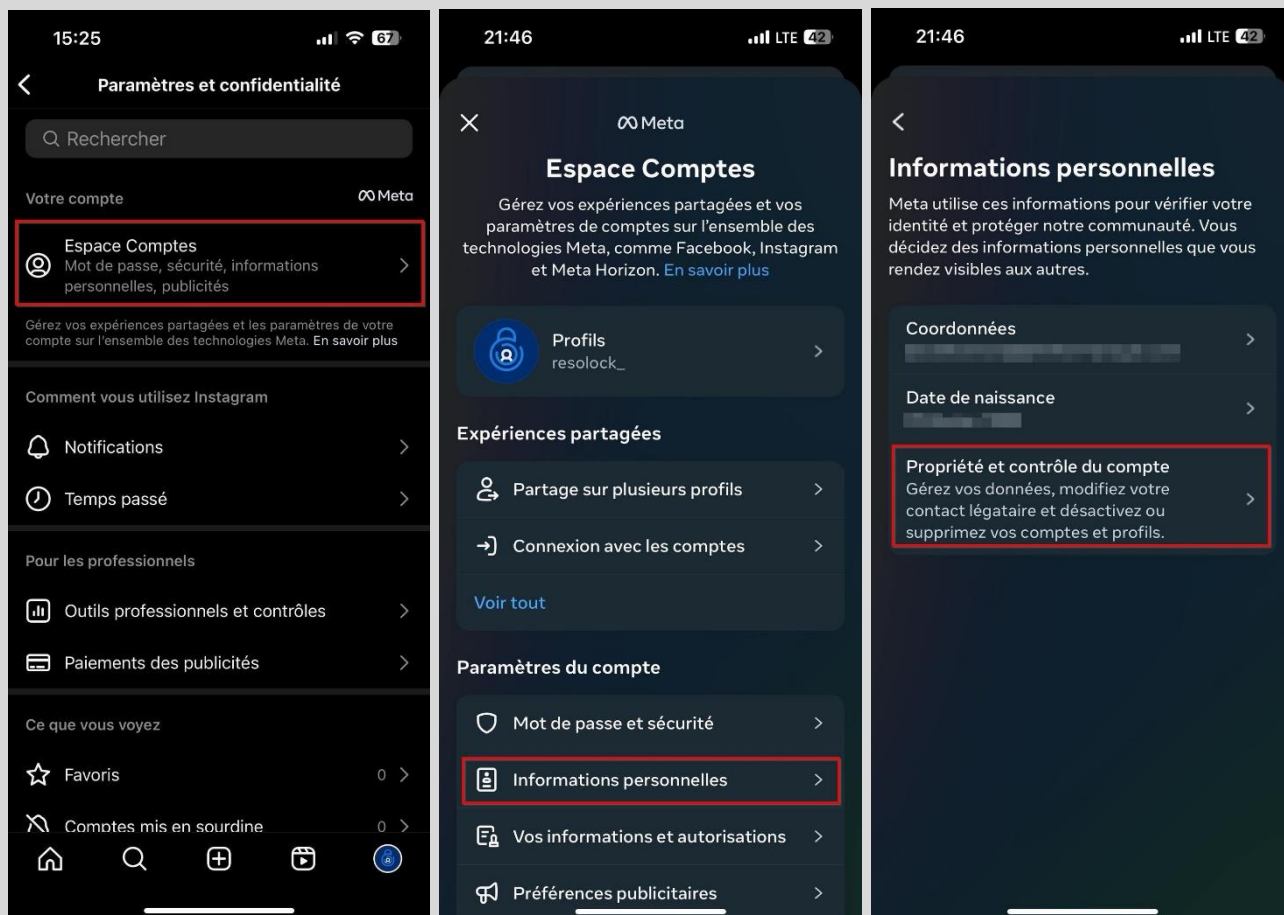 15:25
67
Paramètres et confidentialité
Rechercher
Votre compte
Meta
Espace Comptes
Mot de passe, sécurité, informations
personnelles, publicités
Gérez vos expériences partagées et les paramètres de votre
compte sur l'ensemble des technologies Meta. En savoir plus
Comment vous utilisez Instagram
Notifications
Temps passé
Pour les professionnels
Outils professionnels et contrôles
Paiements des publicités
Ce que vous voyez
Favoris
0
Comptes mis en sourdine
0
21:46
LTE 42
Meta
Espace Comptes
Gérez vos expériences partagées et vos
paramètres de comptes sur l'ensemble des
technologies Meta, comme Facebook, Instagram
et Meta Horizon. En savoir plus
Profils
resolock_
Expériences partagées
Partage sur plusieurs profils
Connexion avec les comptes
Voir tout
Paramètres du compte
Mot de passe et sécurité
Informations personnelles
Vos informations et autorisations
Préférences publicitaires
21:46
LTE 42
Informations personnelles
Meta utilise ces informations pour vérifier votre
identité et protéger notre communauté. Vous
décidez des informations personnelles que vous
rendez visibles aux autres.
Coordonnées
Date de naissance
Propriété et contrôle du compte
Gérez vos données, modifiez votre
contact légataire et désactivez ou
supprimez vos comptes et profils.